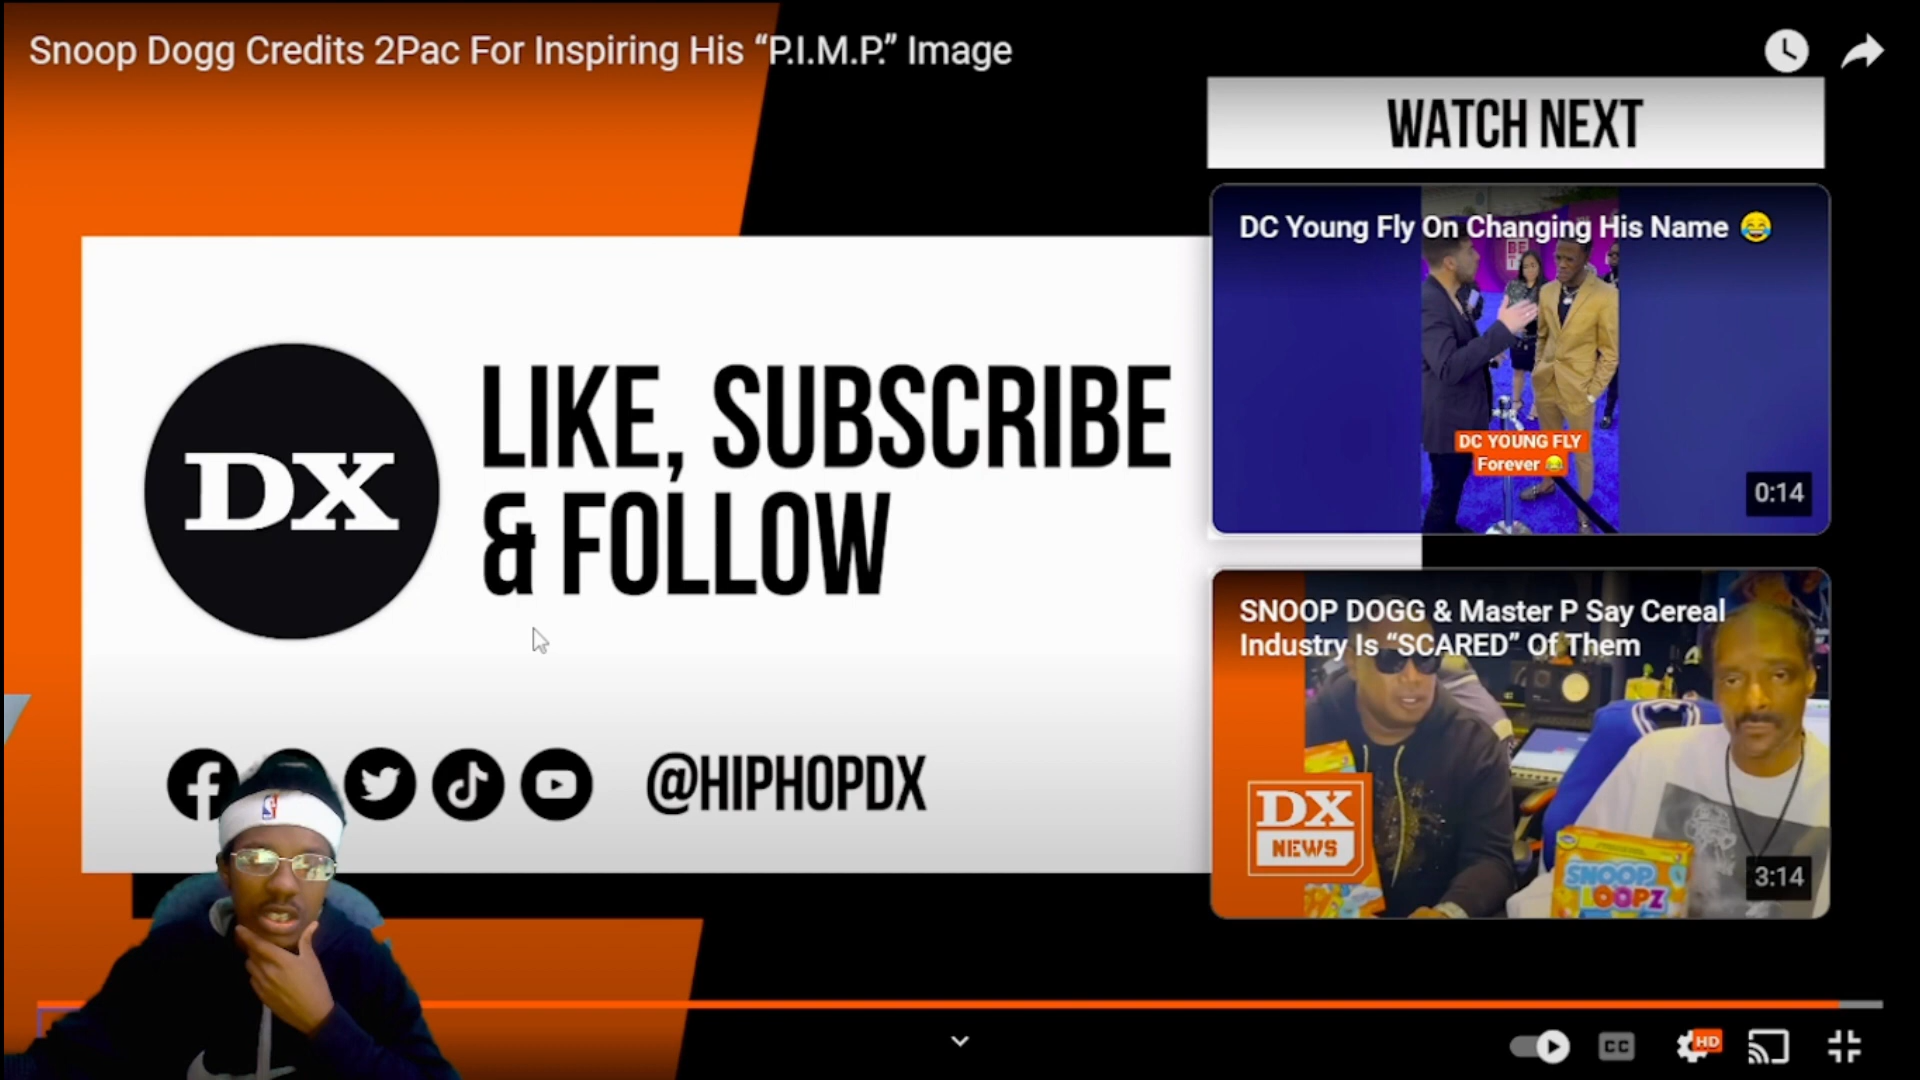 Snoop Dogg Credits 2Pac For Inspiring His “P.I.M.P.” Image
WATCH NEXT
DC Young Fly On Changing His Name 😂
BET
DC YOUNG FLY
Forever 😂
0:14
DX
LIKE, SUBSCRIBE
& FOLLOW
@HIPHOPDX
SNOOP DOGG & Master P Say Cereal
Industry Is “SCARED” Of Them
DX
NEWS
SNOOP
LOOPZ
3:14
CC
HD